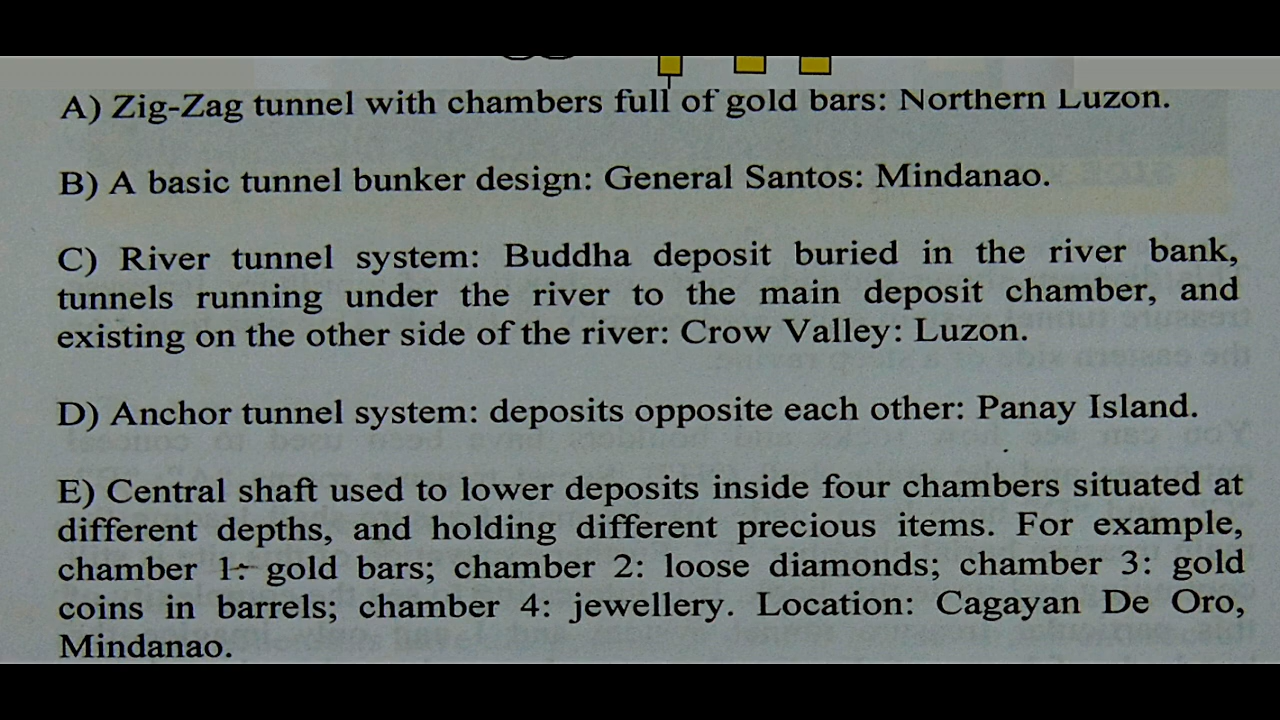 A) Zig-Zag tunnel with chambers full of gold bars: Northern Luzon.
B) A basic tunnel bunker design: General Santos: Mindanao.
C) River tunnel system: Buddha deposit buried in the river bank,
tunnels running under the river to the main deposit chamber, and
existing on the other side of the river: Crow Valley: Luzon.
D) Anchor tunnel system: deposits opposite each other: Panay Island.
E) Central shaft used to lower deposits inside four chambers situated at
different depths, and holding different precious items. For example,
chamber 1: gold bars; chamber 2: loose diamonds; chamber 3: gold
coins in barrels; chamber 4: jewellery. Location: Cagayan De Oro,
Mindanao.